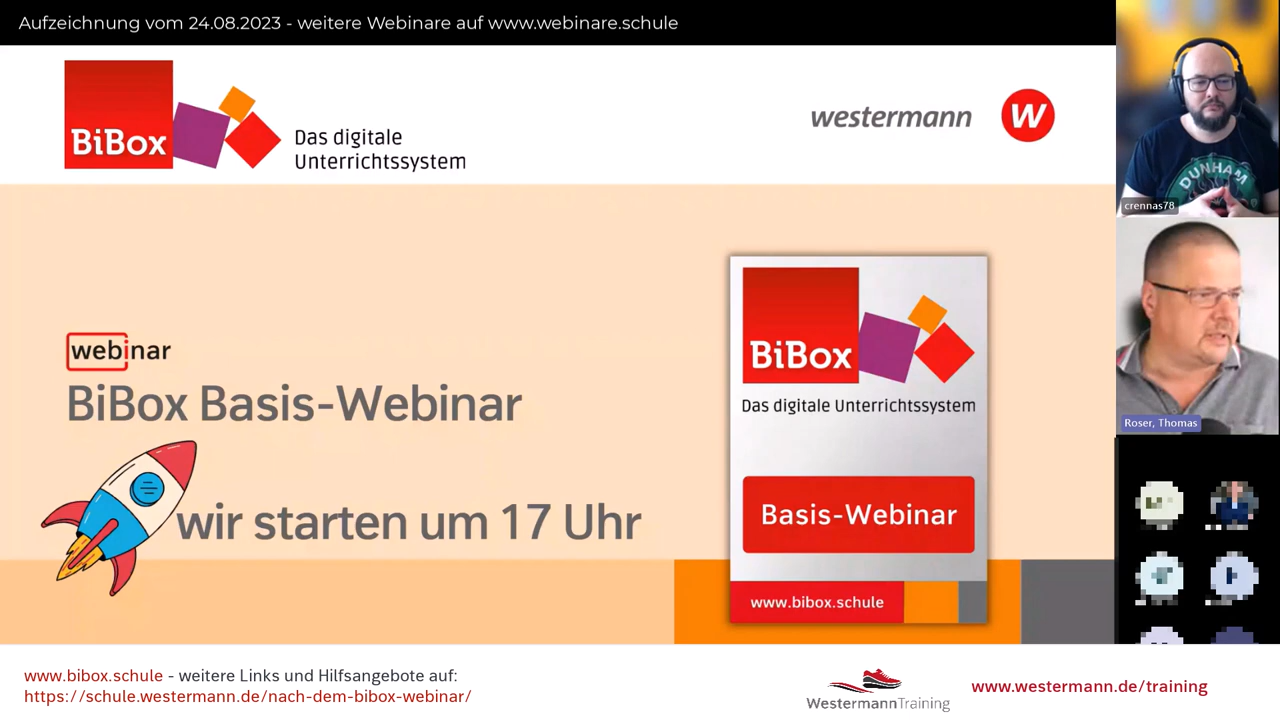 Aufzeichnung vom 24.08.2023 - weitere Webinare auf www.webinare.schule
BiBox
Das digitale
Unterrichtssystem
westermann
W
DUNHAM
crennas78
Roser, Thomas
webinar
BiBox Basis-Webinar
wir starten um 17 Uhr
BiBox
Das digitale Unterrichtssystem
Basis-Webinar
www.bibox.schule
www.bibox.schule - weitere Links und Hilfsangebote auf:
https://schule.westermann.de/nach-dem-bibox-webinar/
WestermannTraining
www.westermann.de/training